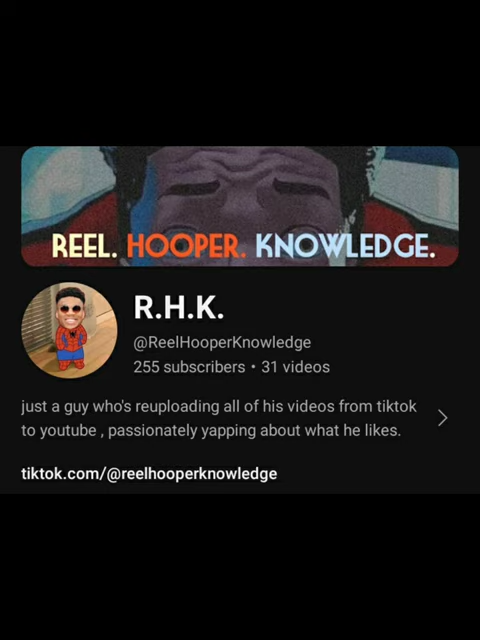 REEL. HOOPER. KNOWLEDGE.
R.H.K.
@ReelHooperKnowledge
255 subscribers • 31 videos
just a guy who's reuploading all of his videos from tiktok
to youtube , passionately yapping about what he likes.
tiktok.com/@reelhooperknowledge